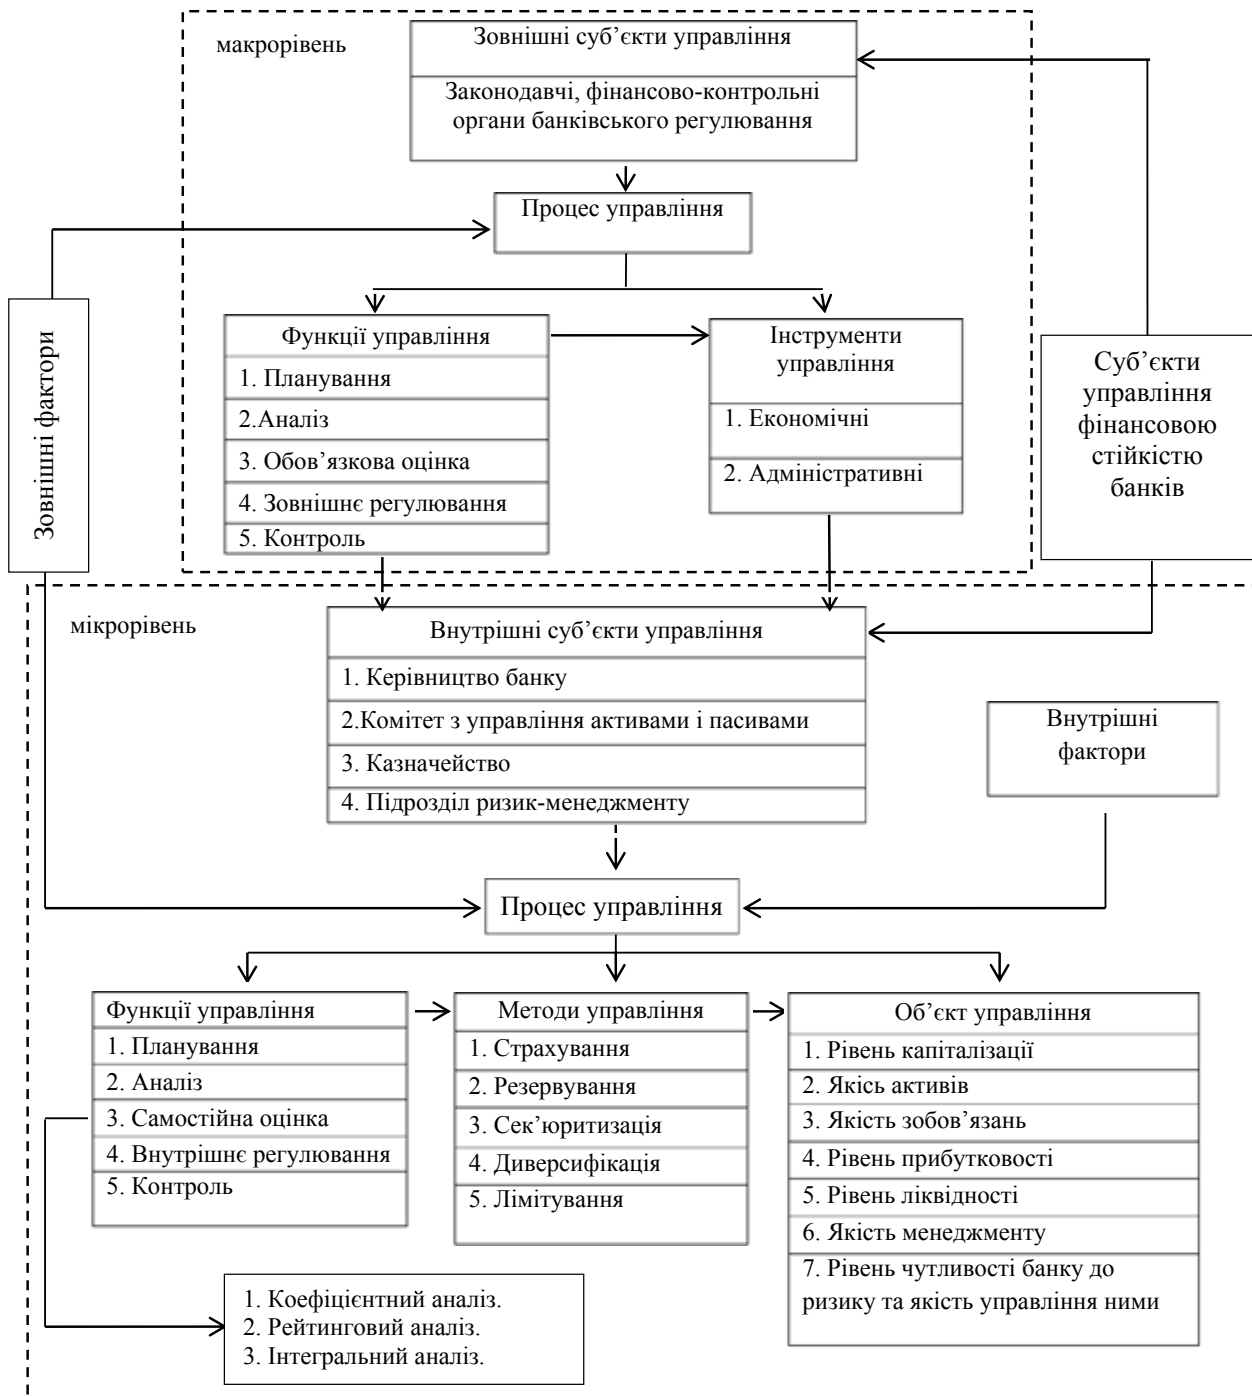 макрорівень
Зовнішні суб’єкти управління
Законодавчі, фінансово-контрольні
органи банківського регулювання
Процес управління
Зовнішні фактори
Функції управління
1. Планування
2.Аналіз
3. Обов’язкова оцінка
4. Зовнішнє регулювання
5. Контроль
Інструменти
управління
1. Економічні
2. Адміністративні
Суб’єкти
управління
фінансовою
стійкістю
банків
мікрорівень
Внутрішні суб’єкти управління
1. Керівництво банку
2.Комітет з управління активами і пасивами
3. Казначейство
4. Підрозділ ризик-менеджменту
Внутрішні
фактори
Процес управління
Функції управління
1. Планування
2. Аналіз
3. Самостійна оцінка
4. Внутрішнє регулювання
5. Контроль
Методи управління
1. Страхування
2. Резервування
3. Сек’юритизація
4. Диверсифікація
5. Лімітування
Об’єкт управління
1. Рівень капіталізації
2. Якісь активів
3. Якість зобов’язань
4. Рівень прибутковості
5. Рівень ліквідності
6. Якість менеджменту
7. Рівень чутливості банку до
ризику та якість управління ними
1. Коефіцієнтний аналіз.
2. Рейтинговий аналіз.
3. Інтегральний аналіз.